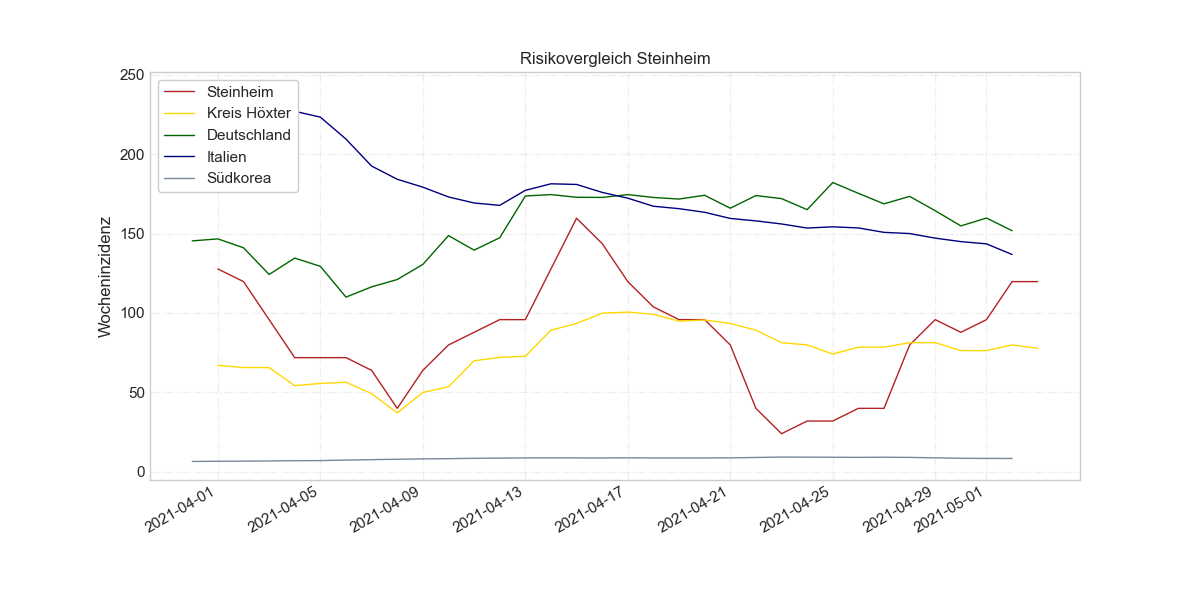 Risikovergleich Steinheim
Wocheninzidenz
250
200
150
100
50
0
Steinheim
Kreis Höxter
Deutschland
Italien
Südkorea
2021-04-01
2021-04-05
2021-04-09
2021-04-13
2021-04-17
2021-04-21
2021-04-25
2021-04-29
2021-05-01